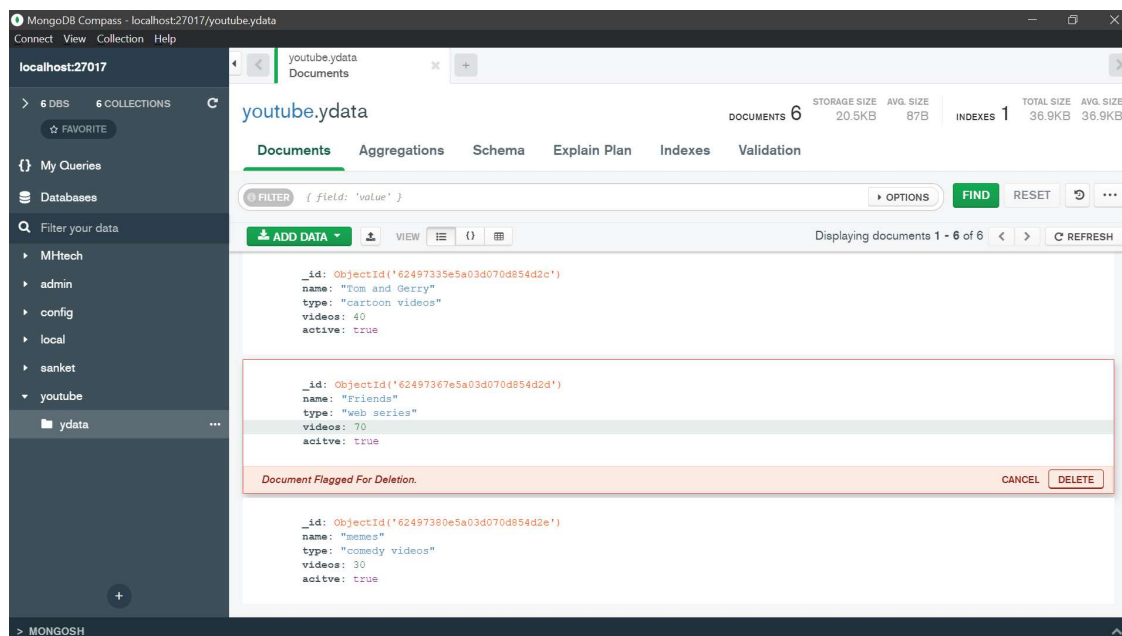 MongoDB Compass - localhost:27017/youtube.ydata
Connect View Collection Help
localhost:27017
6 DBS 6 COLLECTIONS
FAVORITE
{} My Queries
Databases
Filter your data
MHtech
admin
config
local
sanket
youtube
ydata
youtube.ydata
Documents
youtube.ydata
DOCUMENTS 6
STORAGE SIZE 20.5KB
AVG. SIZE 87B
INDEXES 1
TOTAL SIZE 36.9KB
AVG. SIZE 36.9KB
Documents Aggregations Schema Explain Plan Indexes Validation
FILTER { field: 'value' } OPTIONS FIND RESET
ADD DATA VIEW {} Displaying documents 1 - 6 of 6 REFRESH
_id: ObjectId('62497335e5a03d070d854d2c')
name: "Tom and Gerry"
type: "cartoon videos"
videos: 40
active: true
_id: ObjectId('62497367e5a03d070d854d2d')
name: "Friends"
type: "web series"
videos: 70
acitve: true
Document Flagged For Deletion. CANCEL DELETE
_id: ObjectId('62497380e5a03d070d854d2e')
name: "memes"
type: "comedy videos"
videos: 30
acitve: true
> MONGOSH